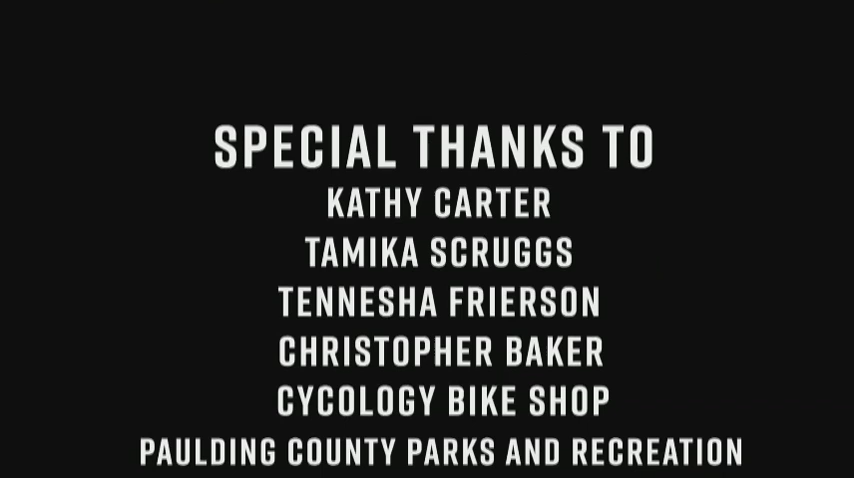 SPECIAL THANKS TO
KATHY CARTER
TAMIKA SCRUGGS
TENNESHA FRIERSON
CHRISTOPHER BAKER
CYCOLOGY BIKE SHOP
PAULDING COUNTY PARKS AND RECREATION